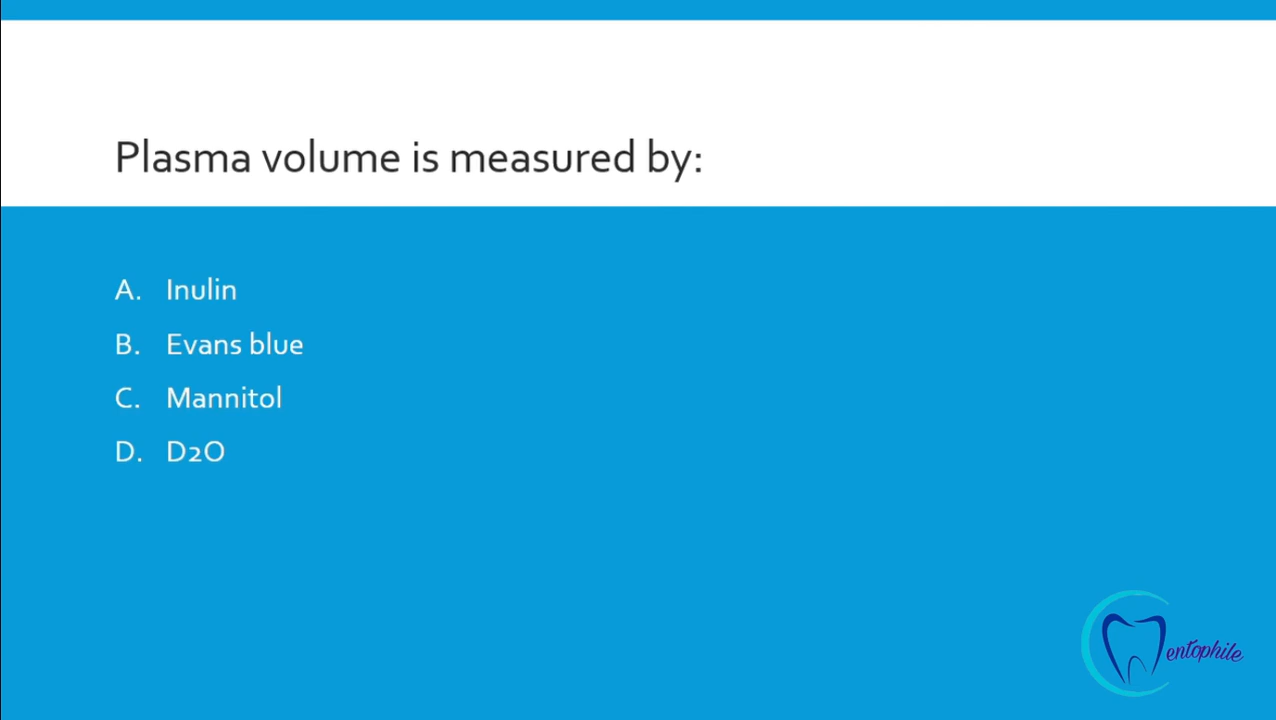 Plasma volume is measured by:
A. Inulin
B. Evans blue
C. Mannitol
D. D2O
entophile